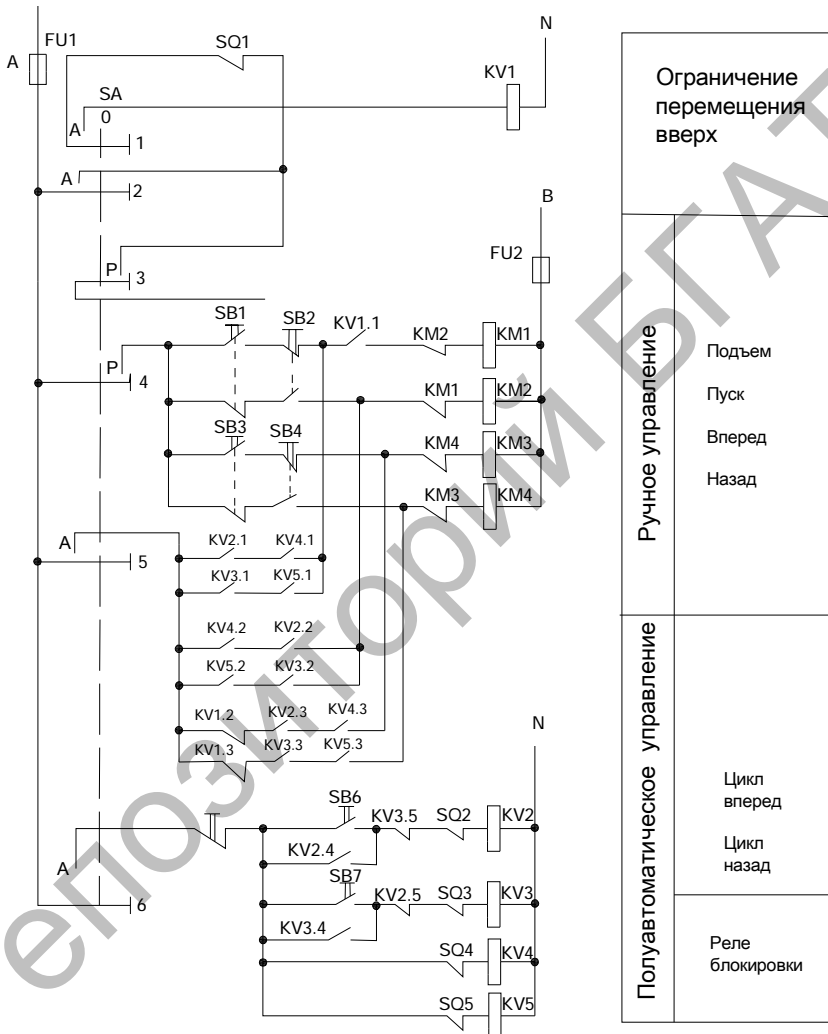 FU1
SQ1
N
A
KV1
SA
0
A
1
A
2
P
3
B
FU2
SB1
SB2
KV1.1
KM2
KM1
P
4
KM1
KM2
SB3
SB4
KM4
KM3
KM3
KM4
A
5
KV2.1
KV4.1
KV3.1
KV5.1
KV4.2
KV2.2
KV5.2
KV3.2
KV1.2
KV2.3
KV4.3
KV1.3
KV3.3
KV5.3
N
SB6
KV3.5
SQ2
KV2
A
KV2.4
SB7
KV2.5
SQ3
KV3
6
KV3.4
SQ4
KV4
SQ5
KV5
Ограничение
перемещения
вверх
Ручное управление
Подъем
Пуск
Вперед
Назад
Полуавтоматическое управление
Цикл
вперед
Цикл
назад
Реле
блокировки
епозиторий БГАТ